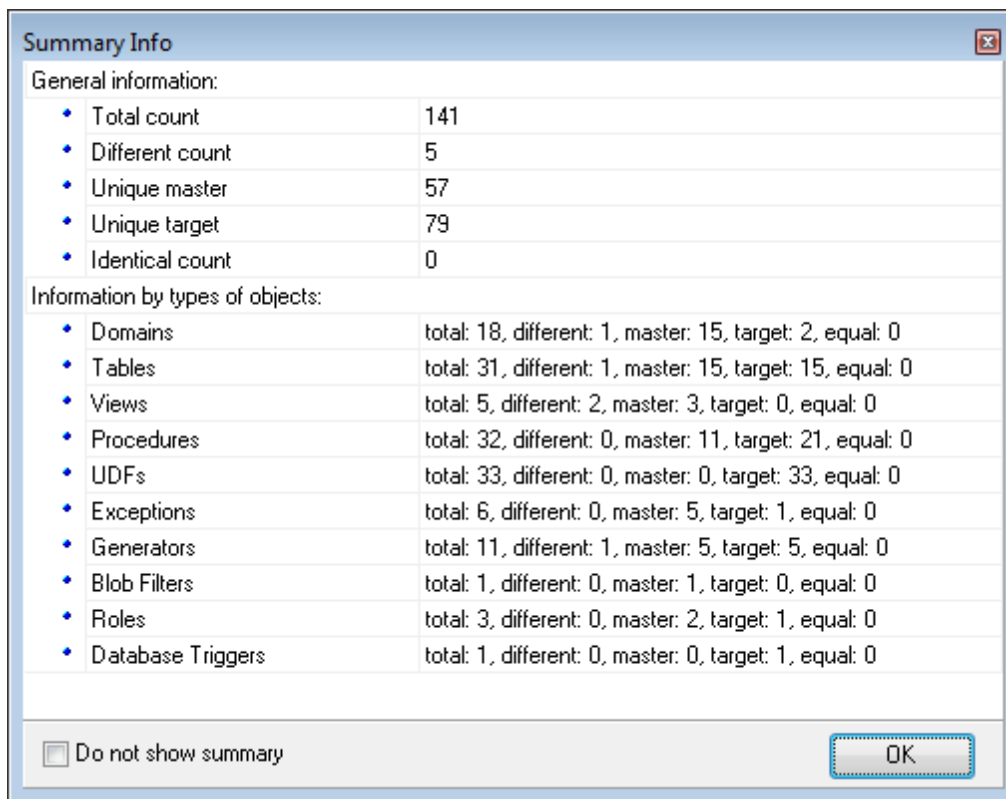 Summary Info
General information:
Total count 141
Different count 5
Unique master 57
Unique target 79
Identical count 0
Information by types of objects:
Domains total: 18, different: 1, master: 15, target: 2, equal: 0
Tables total: 31, different: 1, master: 15, target: 15, equal: 0
Views total: 5, different: 2, master: 3, target: 0, equal: 0
Procedures total: 32, different: 0, master: 11, target: 21, equal: 0
UDFs total: 33, different: 0, master: 0, target: 33, equal: 0
Exceptions total: 6, different: 0, master: 5, target: 1, equal: 0
Generators total: 11, different: 1, master: 5, target: 5, equal: 0
Blob Filters total: 1, different: 0, master: 1, target: 0, equal: 0
Roles total: 3, different: 0, master: 2, target: 1, equal: 0
Database Triggers total: 1, different: 0, master: 0, target: 1, equal: 0
Do not show summary OK